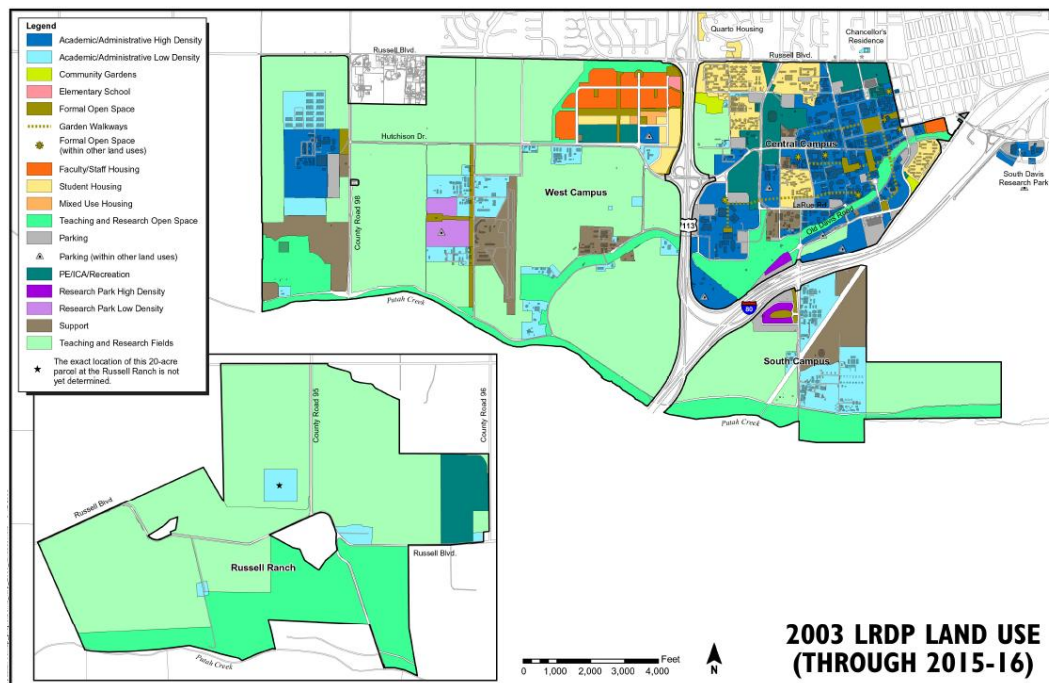 Legend
Academic/Administrative High Density
Academic/Administrative Low Density
Community Gardens
Elementary School
Formal Open Space
Garden Walkways
Formal Open Space
(within other land uses)
Faculty/Staff Housing
Student Housing
Mixed Use Housing
Teaching and Research Open Space
Parking
Parking (within other land uses)
PE/ICA/Recreation
Research Park High Density
Research Park Low Density
Support
Teaching and Research Fields
The exact location of this 20-acre
parcel at the Russell Ranch is not
yet determined.
Quarto Housing
Chancellor's
Residence
Russell Blvd.
Russell Blvd.
Hutchison Dr.
County Road 98
West Campus
Central Campus
LaRue Rd.
Old Davis Road
113
80
South Davis
Research Park
Putah Creek
South Campus
Putah Creek
County Road 95
County Road 96
Russell Blvd.
Russell Blvd.
Russell Ranch
Putah Creek
Feet
0 1,000 2,000 3,000 4,000
N
2003 LRDP LAND USE
(THROUGH 2015-16)